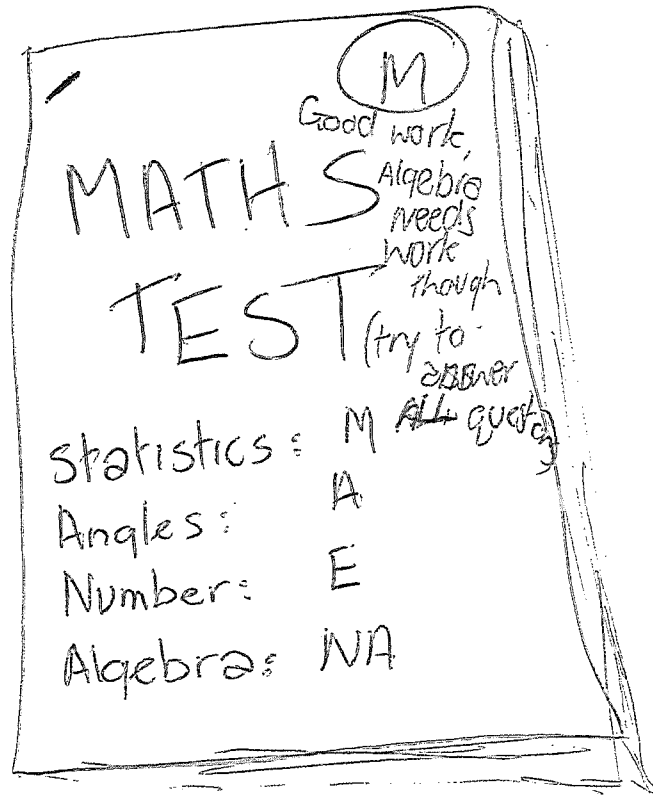 M
Good work,
Algebra
needs
work
though
(try to
answer
ALL questions)
MATHS
TEST
Statistics: M
Angles: A
Number: E
Algebra: NA